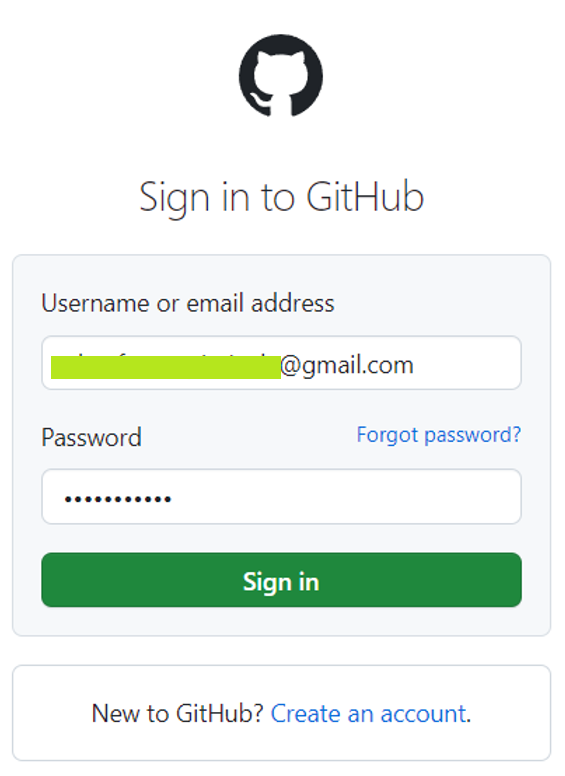 Sign in to GitHub
Username or email address
@gmail.com
Password Forgot password?
•••••••••••
Sign in
New to GitHub? Create an account.